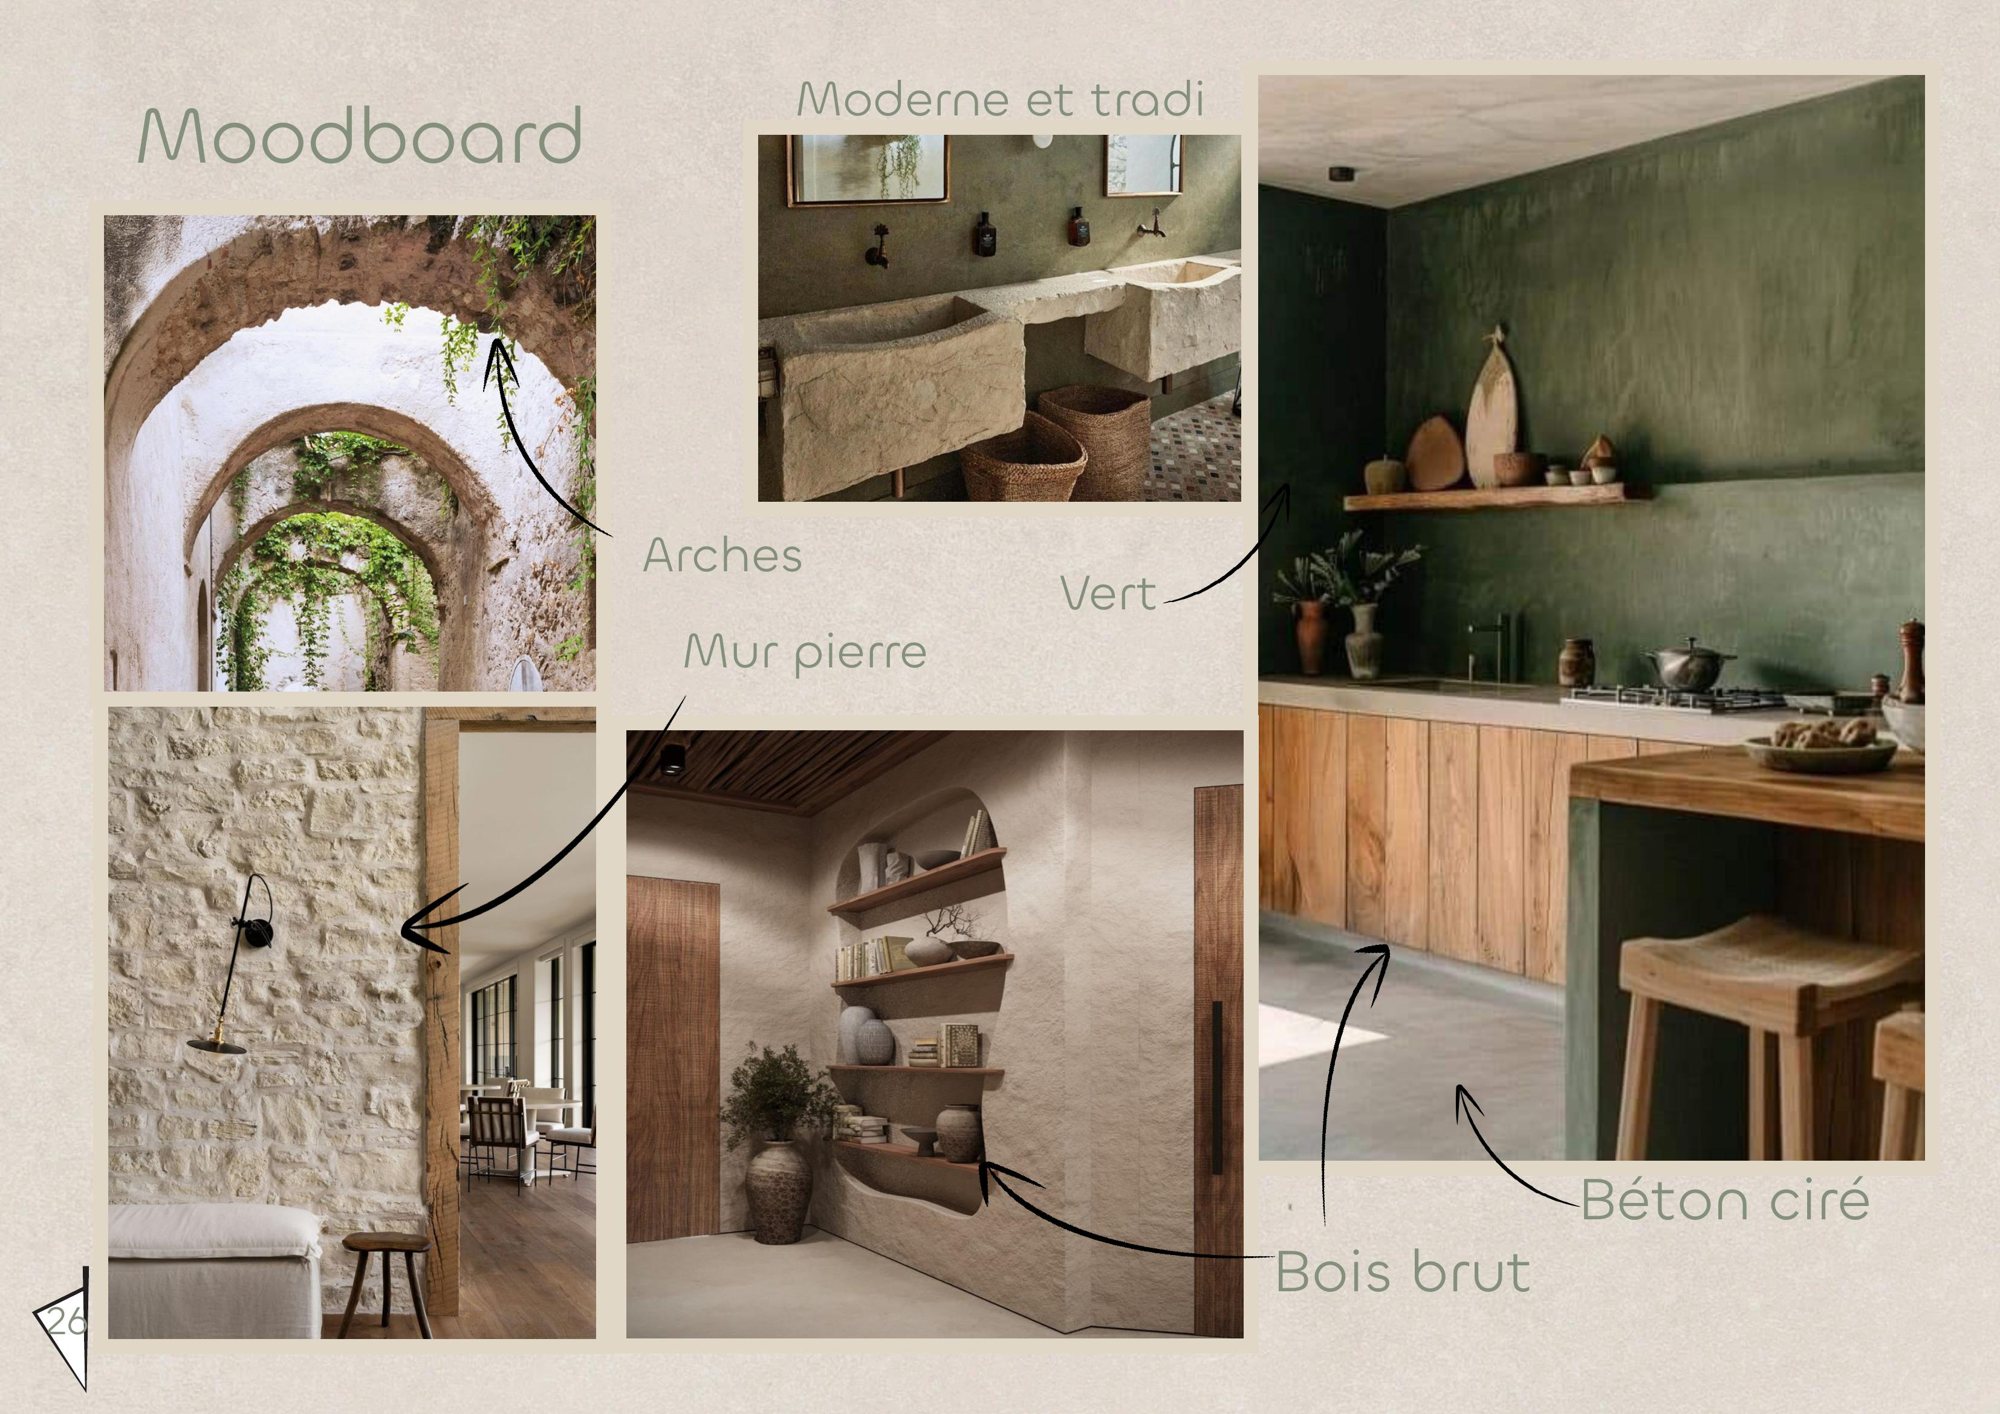 Moodboard
Moderne et tradi
Arches
Vert
Mur pierre
Béton ciré
Bois brut
26